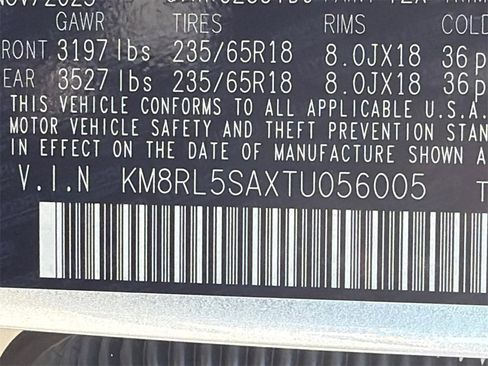 GAWR TIRES RIMS COLD
FRONT 3197 lbs 235/65R18 8.0JX18 36
REAR 3527 lbs 235/65R18 8.0JX18 36
THIS VEHICLE CONFORMS TO ALL APPLICABLE U.S.A.
MOTOR VEHICLE SAFETY AND THEFT PREVENTION STAN
IN EFFECT ON THE DATE OF MANUFACTURE SHOWN A
V.I.N KM8RL5SAXTU056005 T